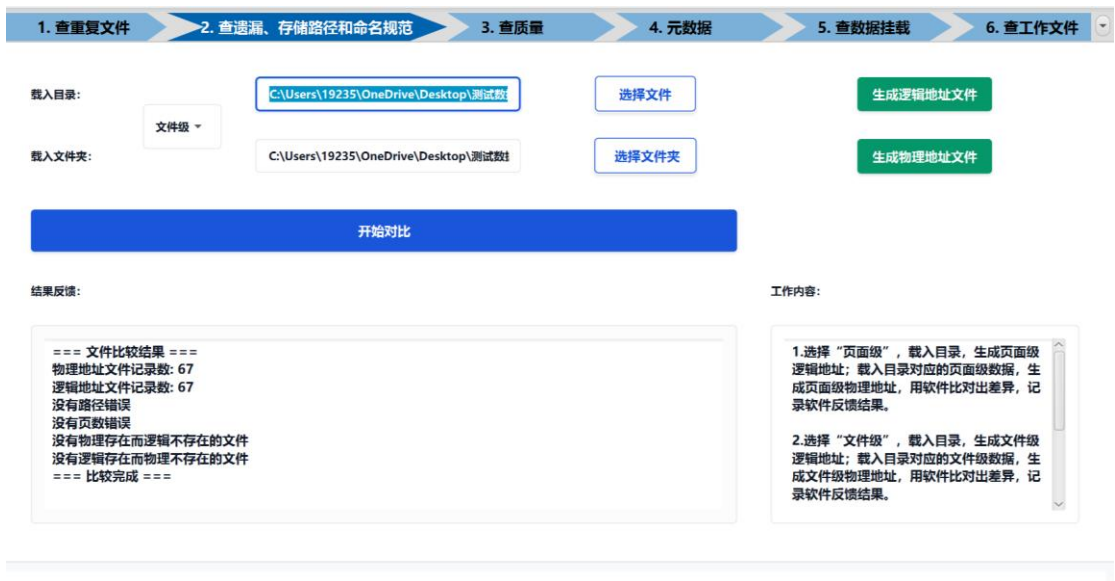 1. 查重复文件
2. 查遗漏、存储路径和命名规范
3. 查质量
4. 元数据
5. 查数据挂载
6. 查工作文件
载入目录：
C:\Users\19235\OneDrive\Desktop\测试数
选择文件
生成逻辑地址文件
文件级
载入文件夹：
C:\Users\19235\OneDrive\Desktop\测试数
选择文件夹
生成物理地址文件
开始对比
结果反馈：
=== 文件比较结果 ===
物理地址文件记录数: 67
逻辑地址文件记录数: 67
没有路径错误
没有页数错误
没有物理存在而逻辑不存在的文件
没有逻辑存在而物理不存在的文件
=== 比较完成 ===
工作内容：
1.选择“页面级”，载入目录，生成页面级
逻辑地址；载入目录对应的页面级数据，生
成页面级物理地址，用软件比对出差异，记
录软件反馈结果。
2.选择“文件级”，载入目录，生成文件级
逻辑地址；载入目录对应的文件级数据，生
成文件级物理地址，用软件比对出差异，记
录软件反馈结果。